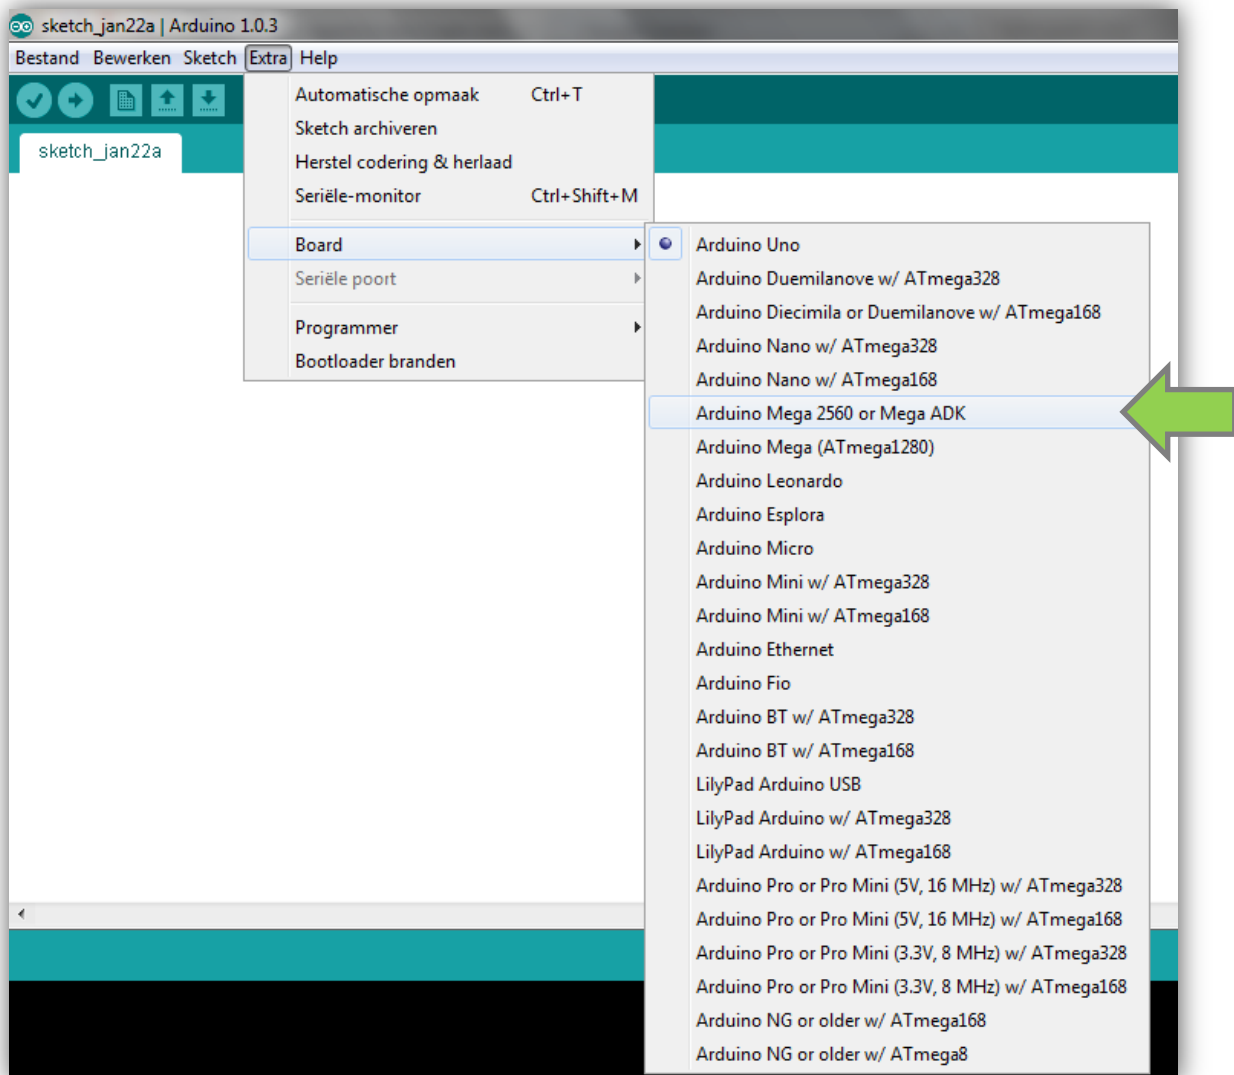 sketch_jan22a | Arduino 1.0.3
Bestand Bewerken Sketch Extra Help
sketch_jan22a
Automatische opmaak Ctrl+T
Sketch archiveren
Herstel codering & herlaad
Seriële-monitor Ctrl+Shift+M
Board
Seriële poort
Programmer
Bootloader branden
Arduino Uno
Arduino Duemilanove w/ ATmega328
Arduino Diecimila or Duemilanove w/ ATmega168
Arduino Nano w/ ATmega328
Arduino Nano w/ ATmega168
Arduino Mega 2560 or Mega ADK
Arduino Mega (ATmega1280)
Arduino Leonardo
Arduino Esplora
Arduino Micro
Arduino Mini w/ ATmega328
Arduino Mini w/ ATmega168
Arduino Ethernet
Arduino Fio
Arduino BT w/ ATmega328
Arduino BT w/ ATmega168
LilyPad Arduino USB
LilyPad Arduino w/ ATmega328
LilyPad Arduino w/ ATmega168
Arduino Pro or Pro Mini (5V, 16 MHz) w/ ATmega328
Arduino Pro or Pro Mini (5V, 16 MHz) w/ ATmega168
Arduino Pro or Pro Mini (3.3V, 8 MHz) w/ ATmega328
Arduino Pro or Pro Mini (3.3V, 8 MHz) w/ ATmega168
Arduino NG or older w/ ATmega168
Arduino NG or older w/ ATmega8